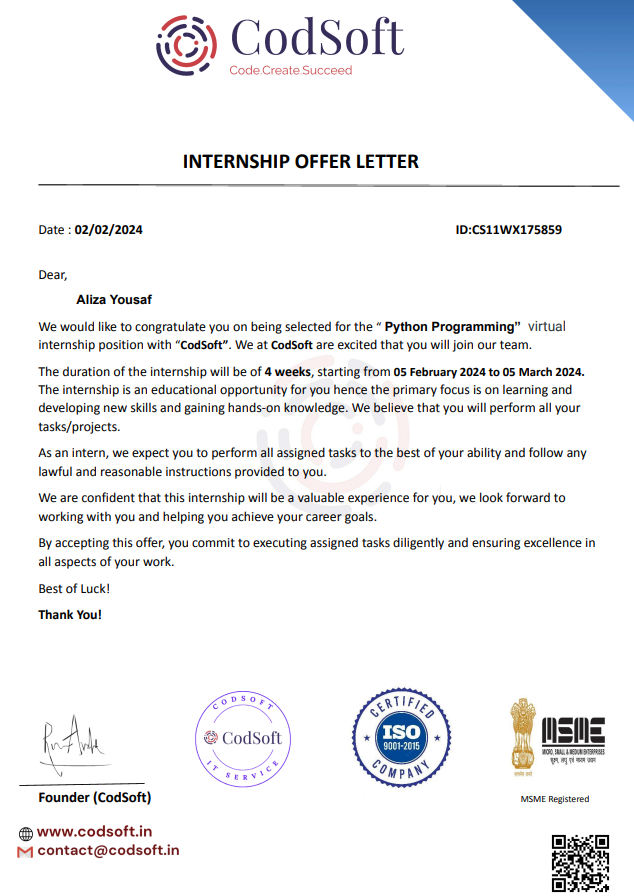 CodSoft
Code.Create.Succeed
INTERNSHIP OFFER LETTER
Date : 02/02/2024
ID:CS11WX175859
Dear,
Aliza Yousaf
We would like to congratulate you on being selected for the “ Python Programming” virtual
internship position with “CodSoft”. We at CodSoft are excited that you will join our team.
The duration of the internship will be of 4 weeks, starting from 05 February 2024 to 05 March 2024.
The internship is an educational opportunity for you hence the primary focus is on learning and
developing new skills and gaining hands-on knowledge. We believe that you will perform all your
tasks/projects.
As an intern, we expect you to perform all assigned tasks to the best of your ability and follow any
lawful and reasonable instructions provided to you.
We are confident that this internship will be a valuable experience for you, we look forward to
working with you and helping you achieve your career goals.
By accepting this offer, you commit to executing assigned tasks diligently and ensuring excellence in
all aspects of your work.
Best of Luck!
Thank You!
CODSOFT
CodSoft
IT SERVICE
CERTIFIED
ISO
9001-2015
COMPANY
MSME
MICRO, SMALL & MEDIUM ENTERPRISES
सूक्ष्म, लघु एवं मध्यम उद्यम
सत्यमेव जयते
Founder (CodSoft)
MSME Registered
www.codsoft.in
contact@codsoft.in